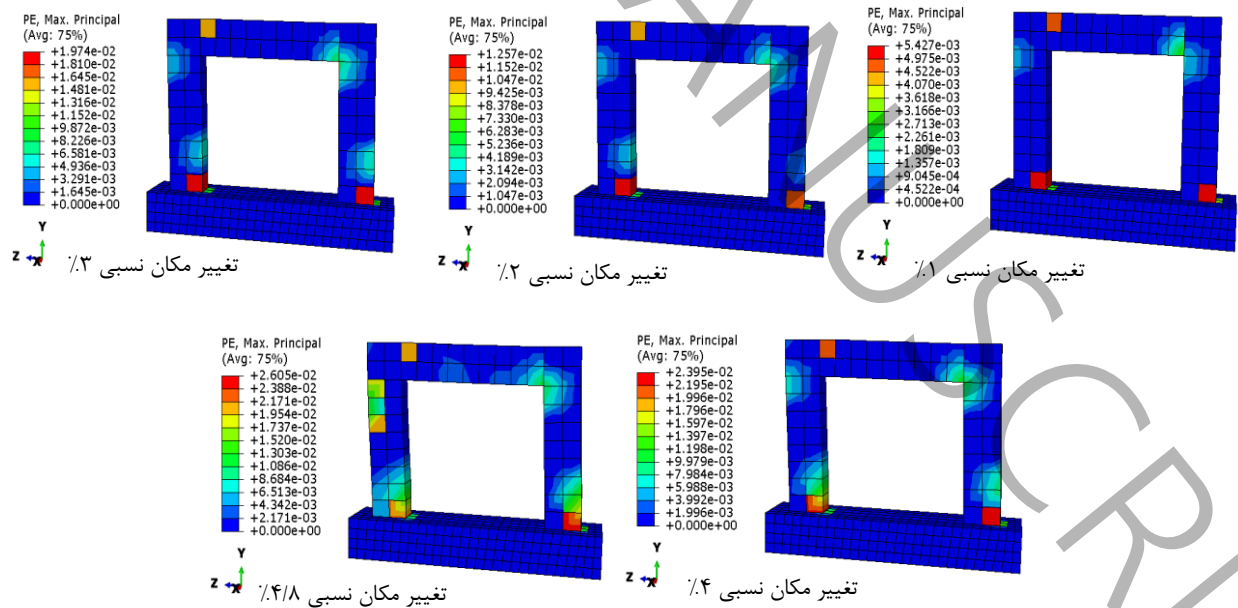 PE, Max. Principal
(Avg: 75%)
+1.974e-02
+1.810e-02
+1.645e-02
+1.481e-02
+1.316e-02
+1.152e-02
+9.872e-03
+8.226e-03
+6.581e-03
+4.936e-03
+3.291e-03
+1.645e-03
+0.000e+00
Y
Z X
تغییر مکان نسبی ۳٪
PE, Max. Principal
(Avg: 75%)
+1.257e-02
+1.152e-02
+1.047e-02
+9.425e-03
+8.378e-03
+7.330e-03
+6.283e-03
+5.236e-03
+4.189e-03
+3.142e-03
+2.094e-03
+1.047e-03
+0.000e+00
Y
Z X
تغییر مکان نسبی ۲٪
PE, Max. Principal
(Avg: 75%)
+5.427e-03
+4.975e-03
+4.522e-03
+4.070e-03
+3.618e-03
+3.166e-03
+2.713e-03
+2.261e-03
+1.809e-03
+1.357e-03
+9.045e-04
+4.522e-04
+0.000e+00
Y
Z X
تغییر مکان نسبی ۱٪
PE, Max. Principal
(Avg: 75%)
+2.605e-02
+2.388e-02
+2.171e-02
+1.954e-02
+1.737e-02
+1.520e-02
+1.303e-02
+1.086e-02
+8.684e-03
+6.513e-03
+4.342e-03
+2.171e-03
+0.000e+00
Y
Z X
تغییر مکان نسبی ۴/۸٪
PE, Max. Principal
(Avg: 75%)
+2.395e-02
+2.195e-02
+1.996e-02
+1.796e-02
+1.597e-02
+1.397e-02
+1.198e-02
+9.979e-03
+7.984e-03
+5.988e-03
+3.992e-03
+1.996e-03
+0.000e+00
Y
Z X
تغییر مکان نسبی ۴٪
ANUSCRI